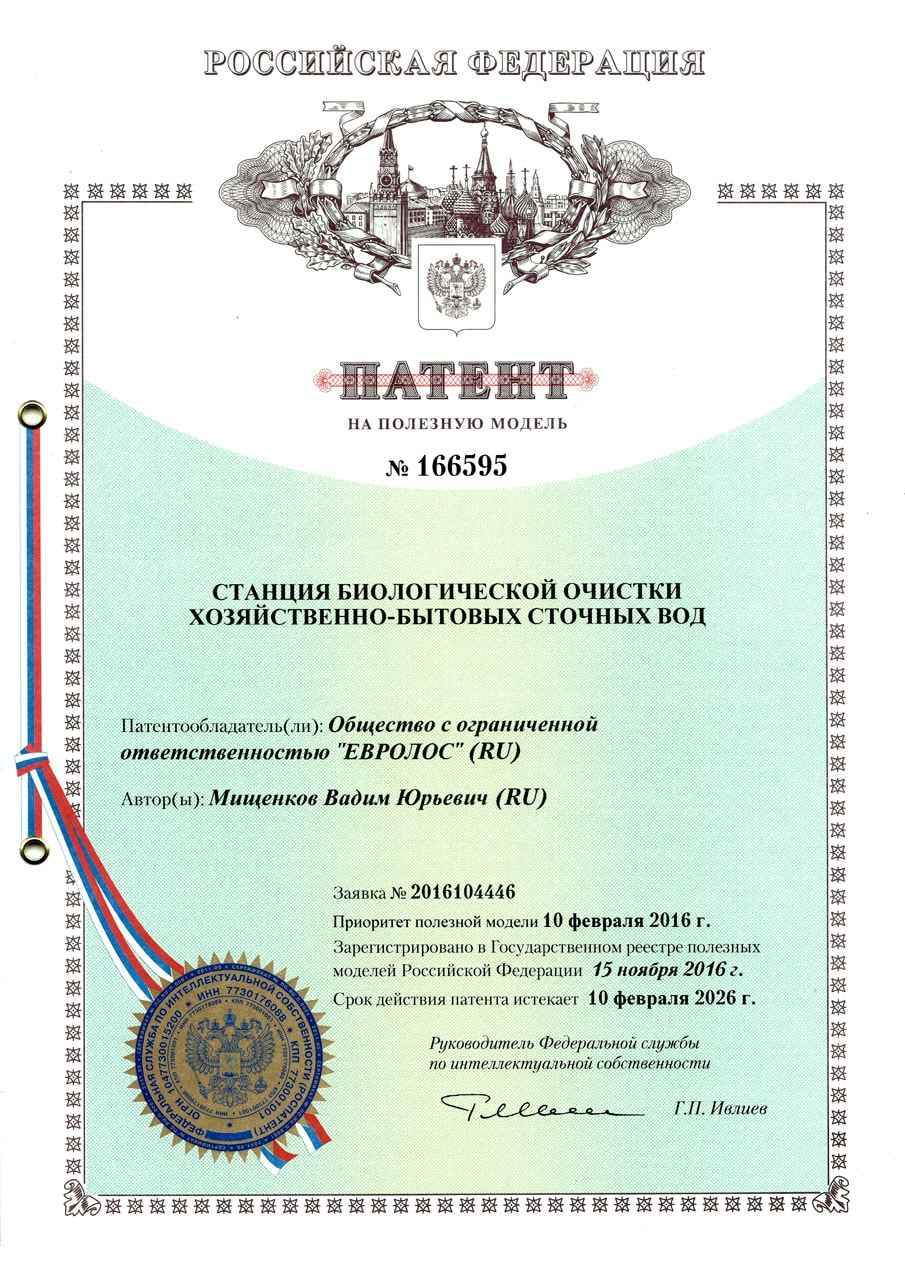 РОССИЙСКАЯ ФЕДЕРАЦИЯ
ПАТЕНТ
НА ПОЛЕЗНУЮ МОДЕЛЬ
№ 166595
СТАНЦИЯ БИОЛОГИЧЕСКОЙ ОЧИСТКИ
ХОЗЯЙСТВЕННО-БЫТОВЫХ СТОЧНЫХ ВОД
Патентообладатель(ли): Общество с ограниченной
ответственностью "ЕВРОЛОС" (RU)
Автор(ы): Мищенков Вадим Юрьевич (RU)
Заявка № 2016104446
Приоритет полезной модели 10 февраля 2016 г.
Зарегистрировано в Государственном реестре полезных
моделей Российской Федерации 15 ноября 2016 г.
Срок действия патента истекает 10 февраля 2026 г.
Руководитель Федеральной службы
по интеллектуальной собственности
Г.П. Ивлиев
ФЕДЕРАЛЬНАЯ СЛУЖБА ПО ИНТЕЛЛЕКТУАЛЬНОЙ СОБСТВЕННОСТИ (РОСПАТЕНТ)
ОГРН 1047730015200 * ИНН 7730176088 * КПП 773001001